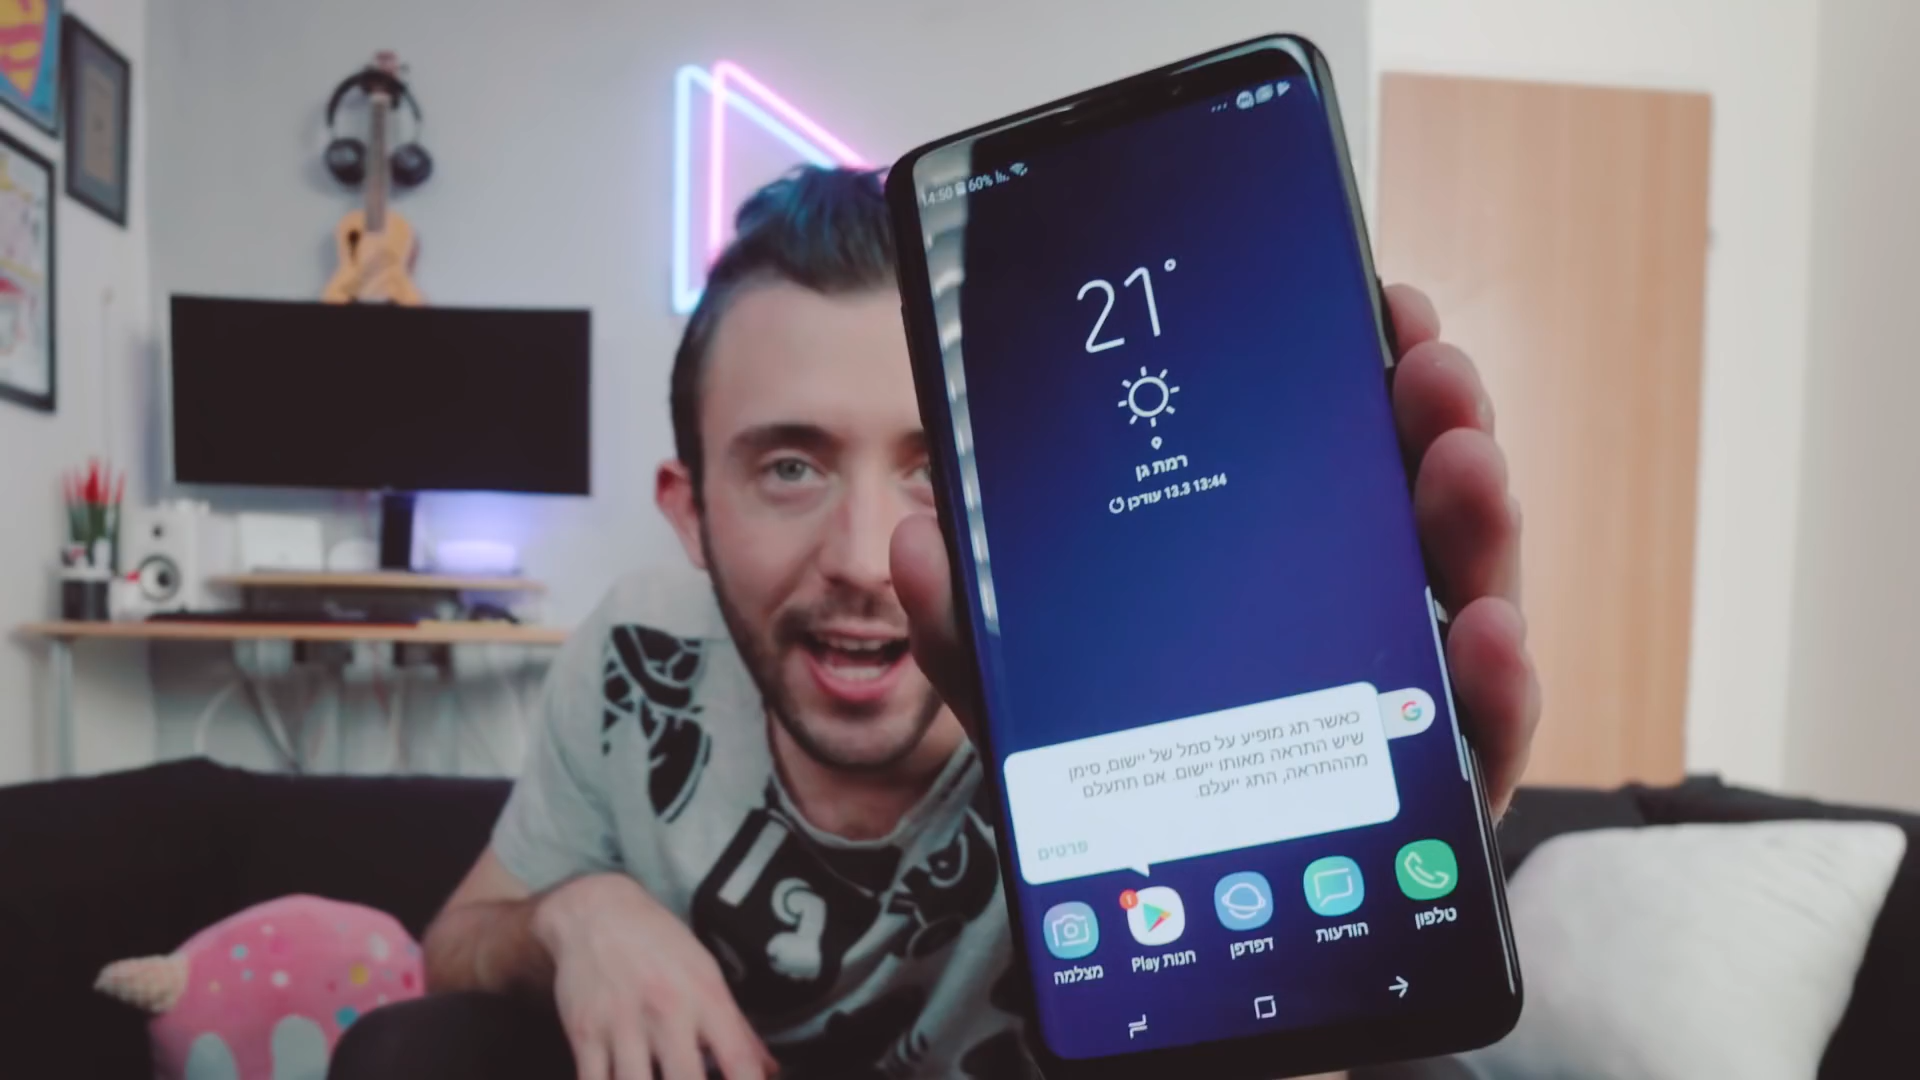 14:50 60%
21°
רמת גן
עודכן 13.3 13:44
כאשר תג מופיע על סמל של יישום, סימן
שיש התראה מאותו יישום. אם תתעלם
מההתראה, התג ייעלם.
פרטים
G
1
טלפון
הודעות
דפדפן
חנות Play
מצלמה